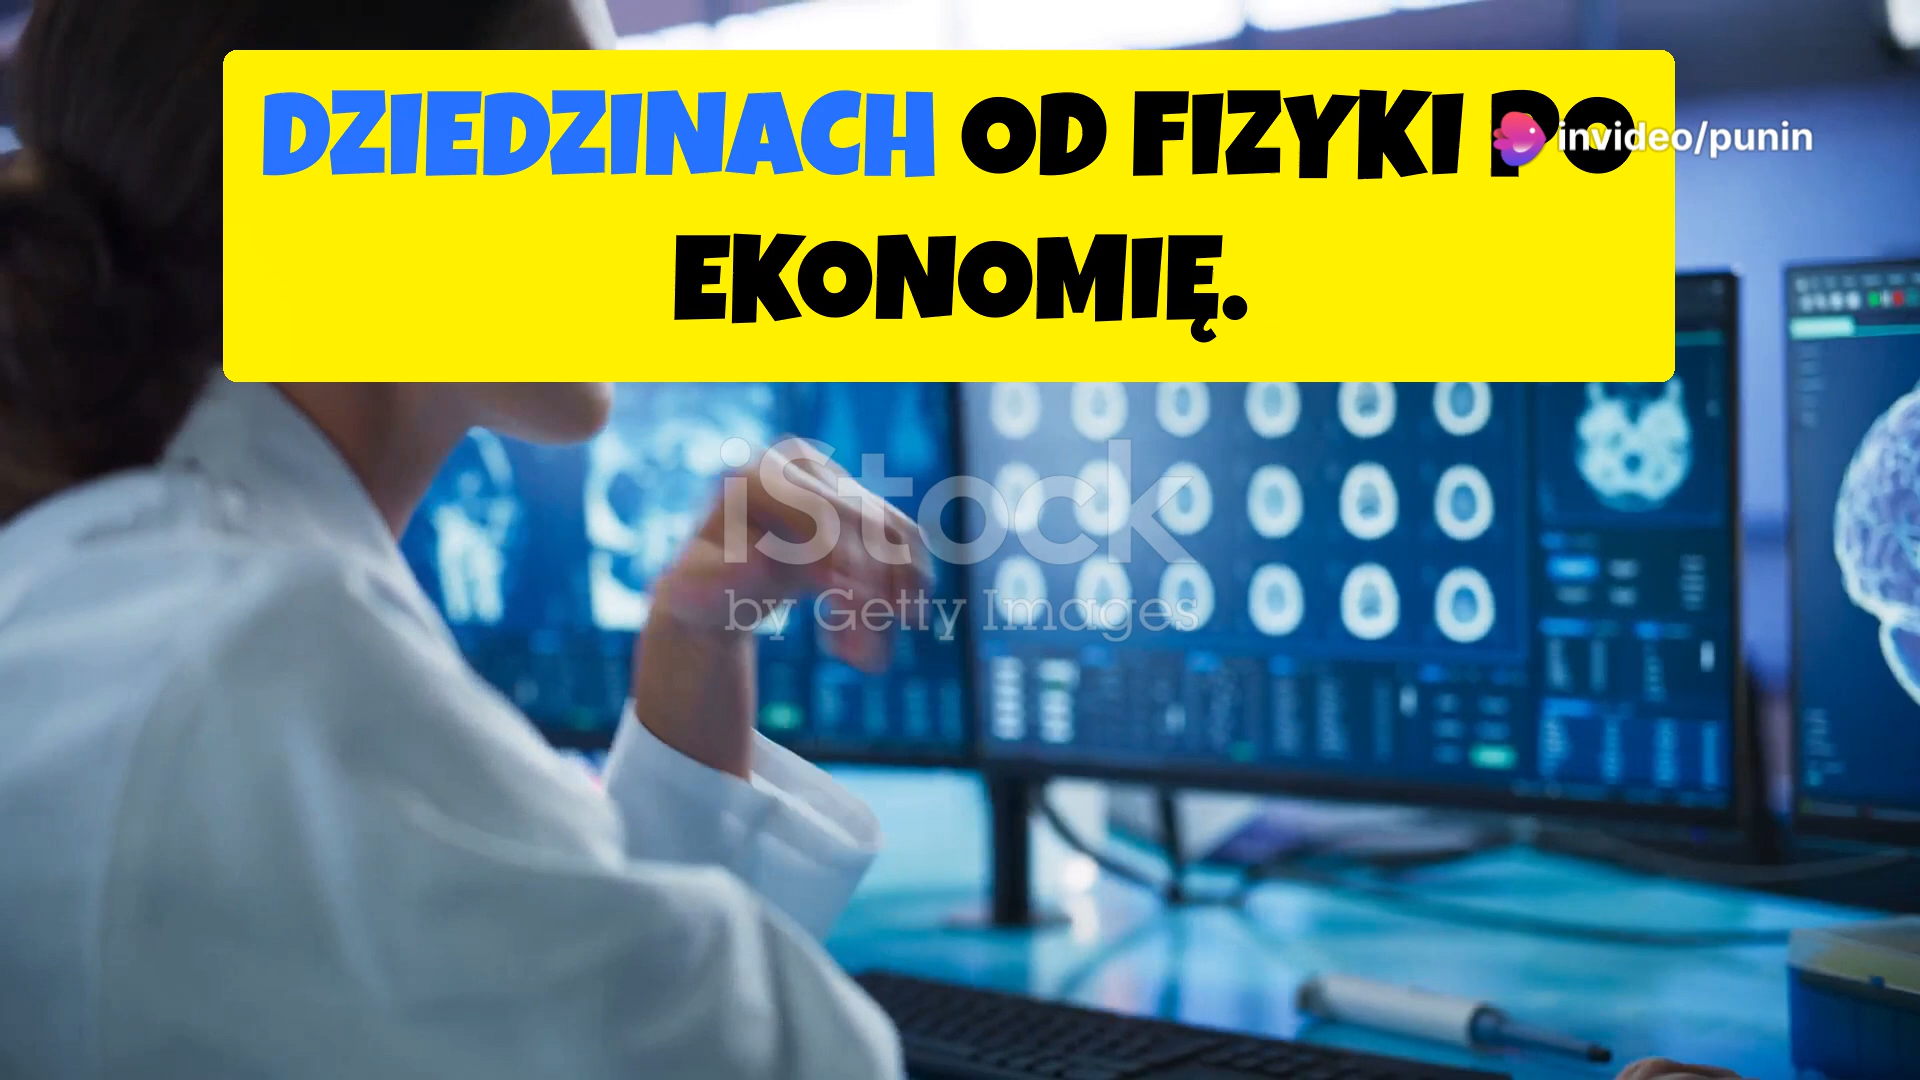 DZIEDZINACH OD FIZYKI PO
invideo/punin
EKONOMIĘ.
iStock
by Getty Images